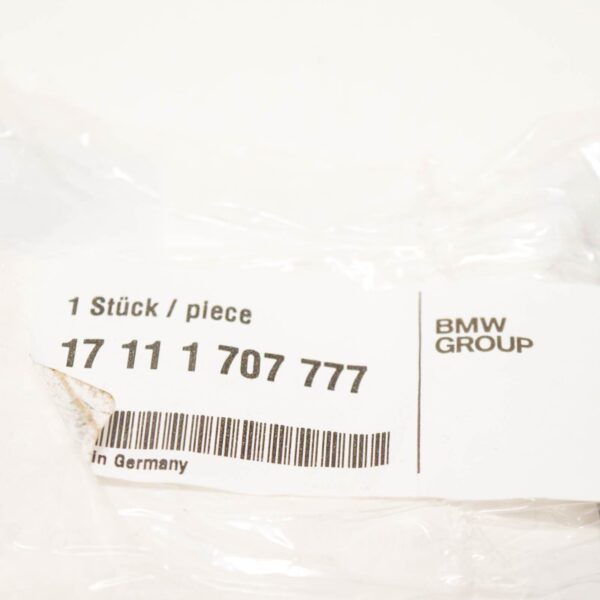 1 Stück / piece
17 11 1 707 777
in Germany
BMW
GROUP